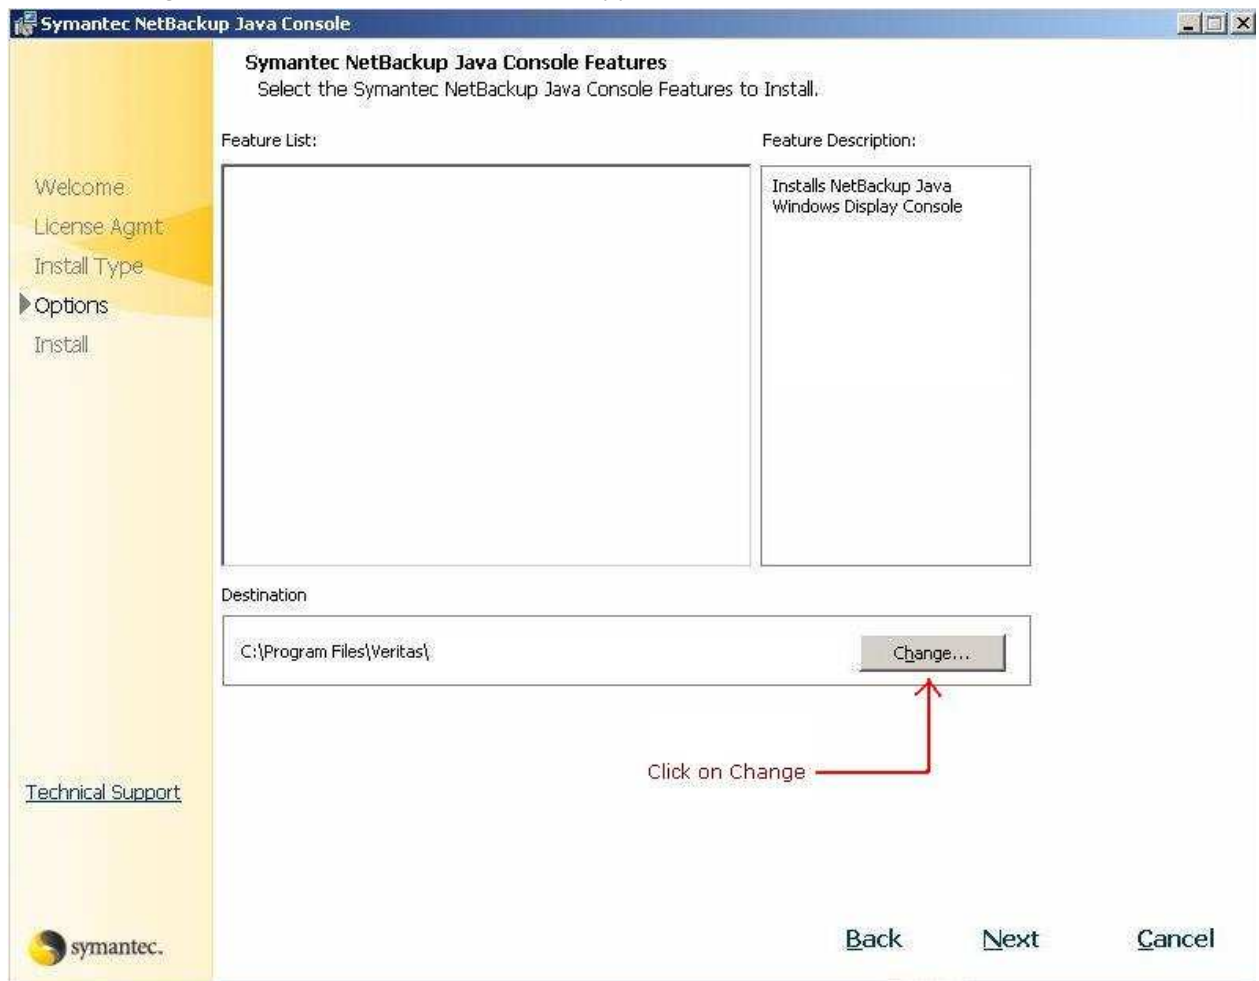 Symantec NetBackup Java Console
Symantec NetBackup Java Console Features
Select the Symantec NetBackup Java Console Features to Install.
Feature List:
Feature Description:
Installs NetBackup Java
Windows Display Console
Welcome
License Agmt
Install Type
Options
Install
Destination
C:\Program Files\Veritas\
Change...
Click on Change
Technical Support
symantec.
Back
Next
Cancel